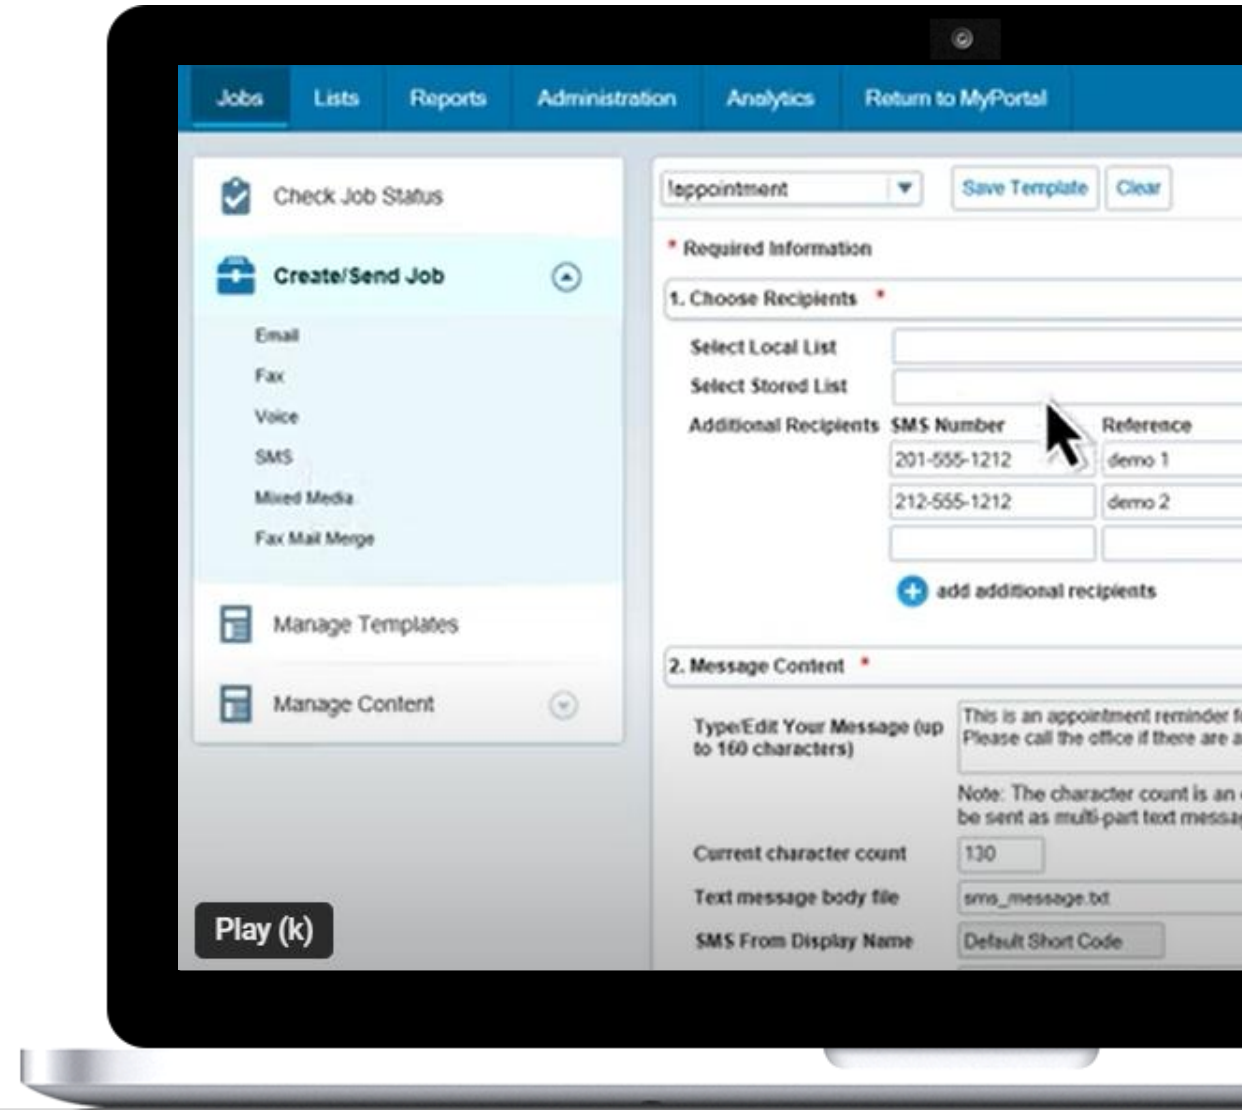 Jobs Lists Reports Administration Analytics Return to MyPortal
Check Job Status
Create/Send Job
Email
Fax
Voice
SMS
Mixed Media
Fax Mail Merge
Manage Templates
Manage Content
!appointment Save Template Clear
* Required Information
1. Choose Recipients *
Select Local List
Select Stored List
Additional Recipients SMS Number Reference
201-555-1212 demo 1
212-555-1212 demo 2
add additional recipients
2. Message Content *
Type/Edit Your Message (up
to 160 characters)
This is an appointment reminder
Please call the office if there are
Note: The character count is an
be sent as multi-part text
Current character count 130
Text message body file sms_message.txt
SMS From Display Name Default Short Code
Play (k)